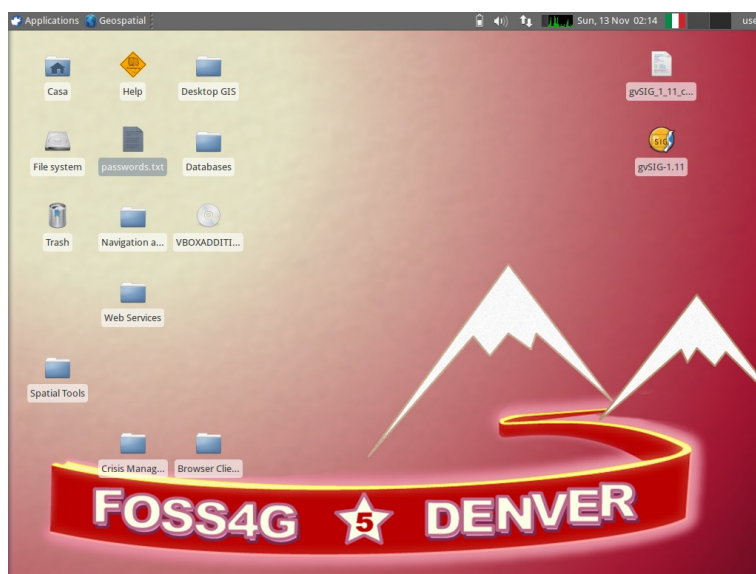 Applications Geospatial Sun, 13 Nov 02:14 use
Casa Help Desktop GIS gvSIG_1_11_c...
File system passwords.txt Databases gvSIG-1.11
Trash Navigation a... VBOXADDITI...
Web Services
Spatial Tools
Crisis Manag... Browser Clie...
FOSS4G 5 DENVER